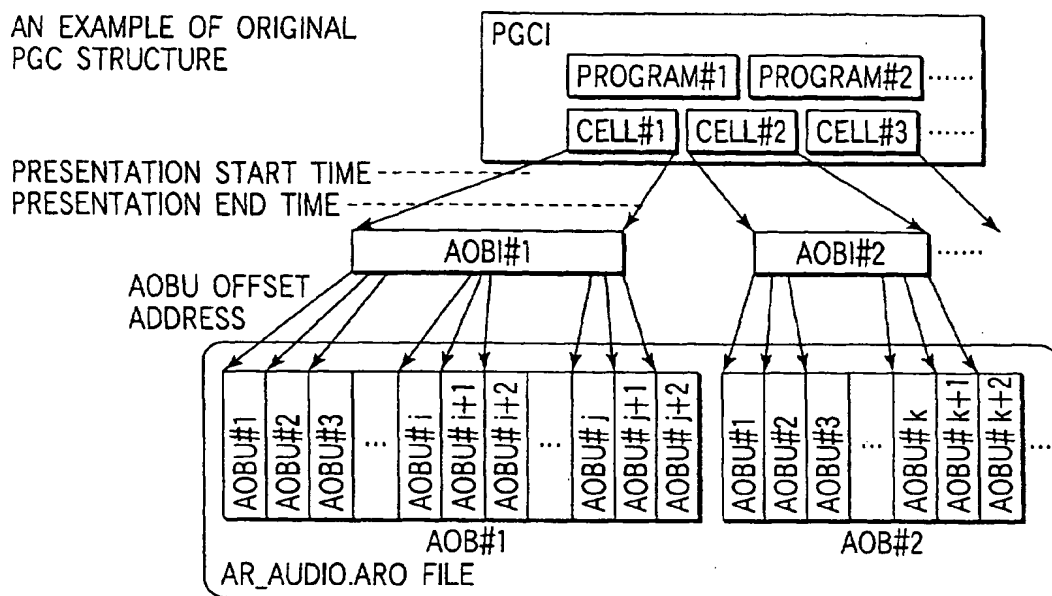 AN EXAMPLE OF ORIGINAL
PGC STRUCTURE
PGCI
PROGRAM#1 PROGRAM#2 ······
CELL#1 CELL#2 CELL#3 ······
PRESENTATION START TIME
PRESENTATION END TIME
AOBI#1 AOBI#2 ······
AOBU OFFSET
ADDRESS
AOBU#1 AOBU#2 AOBU#3 ... AOBU#i AOBU#i+1 AOBU#i+2 ... AOBU#j AOBU#j+1 AOBU#j+2 AOBU#1 AOBU#2 AOBU#3 ... AOBU#k AOBU#k+1 AOBU#k+2 ...
AOB#1 AOB#2
AR_AUDIO.ARO FILE